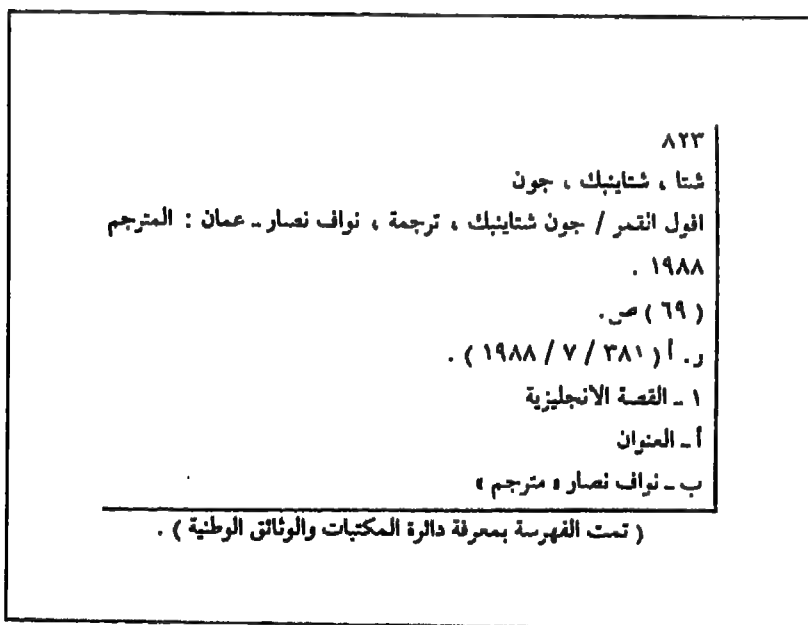 ٨٢٣
شتا ، شتاينبك ، جون
افول القمر / جون شتاينبك ، ترجمة ، نواف نصار ـ عمان : المترجم
١٩٨٨ .
( ٦٩ ) ص.
ر. أ ( ٣٨١ / ٧ / ١٩٨٨ ) .
١ ـ القصة الانجليزية
أ ـ العنوان
ب ـ نواف نصار « مترجم »
( تمت الفهرسة بمعرفة دائرة المكتبات والوثائق الوطنية ) .